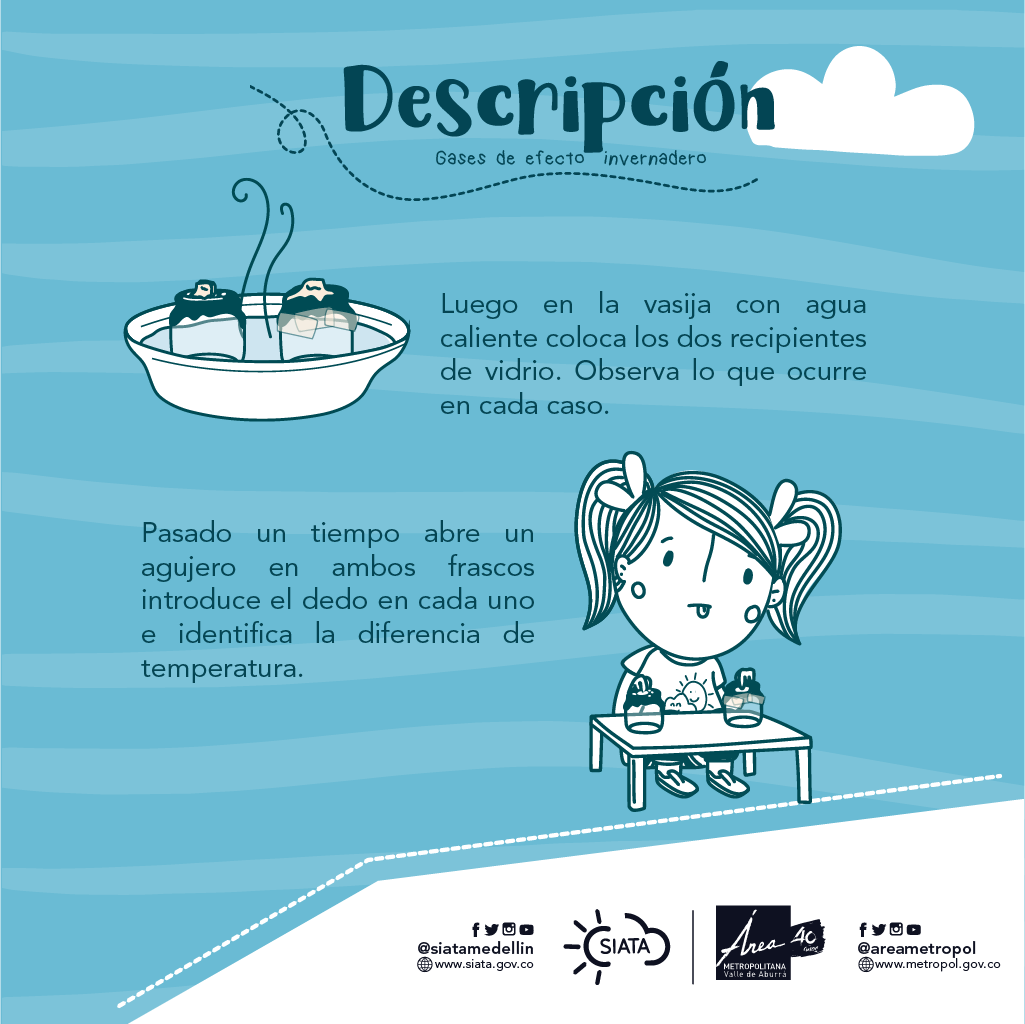 Descripción
Gases de efecto invernadero
Luego en la vasija con agua
caliente coloca los dos recipientes
de vidrio. Observa lo que ocurre
en cada caso.
Pasado un tiempo abre un
agujero en ambos frascos
introduce el dedo en cada uno
e identifica la diferencia de
temperatura.
@siatamedellin
www.siata.gov.co
SIATA
Área
METROPOLITANA
Valle de Aburrá
40
@areametropol
www.metropol.gov.co